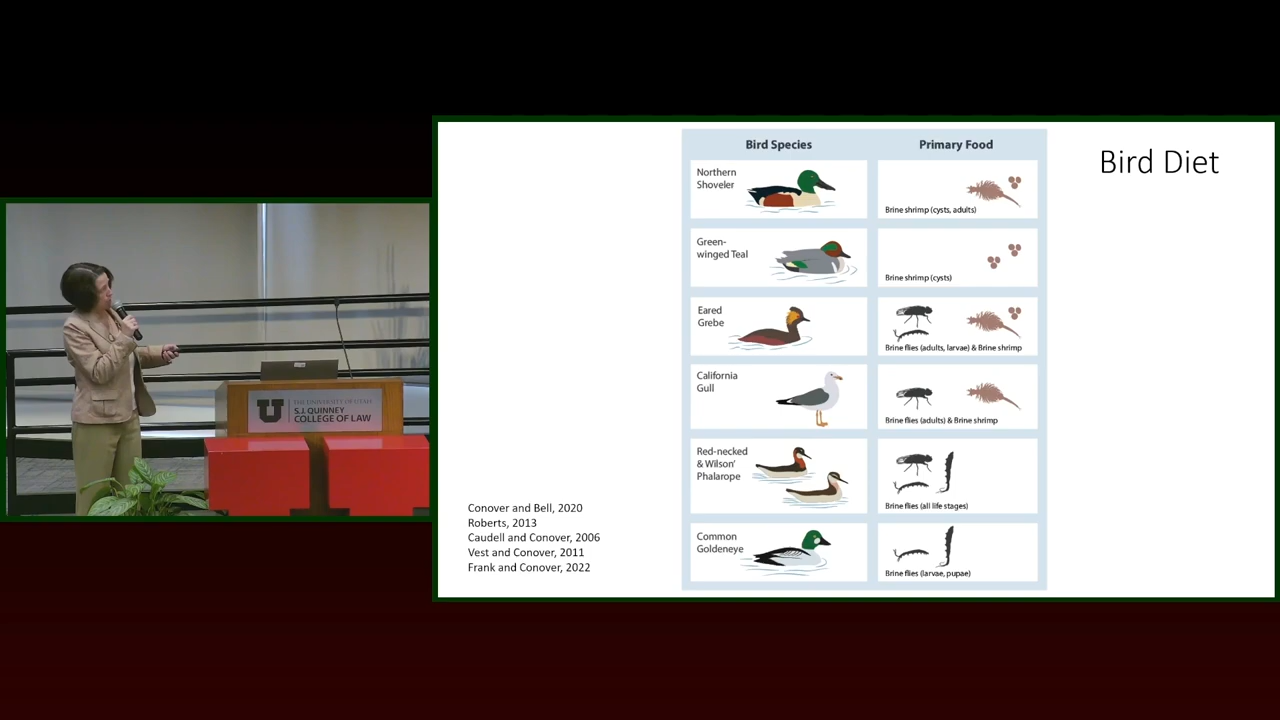 Bird Diet
Bird Species
Primary Food
Northern
Shoveler
Brine shrimp (cysts, adults)
Green-
winged Teal
Brine shrimp (cysts)
Eared
Grebe
Brine flies (adults, larvae) & Brine shrimp
California
Gull
Brine flies (adults) & Brine shrimp
Red-necked
& Wilson'
Phalarope
Brine flies (all life stages)
Common
Goldeneye
Brine flies (larvae, pupae)
Conover and Bell, 2020
Roberts, 2013
Caudell and Conover, 2006
Vest and Conover, 2011
Frank and Conover, 2022
U
THE UNIVERSITY OF UTAH
S.J. QUINNEY
COLLEGE OF LAW